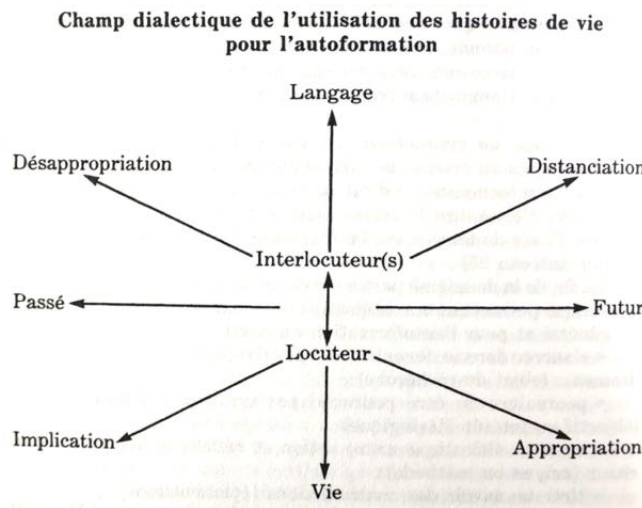 Champ dialectique de l'utilisation des histoires de vie
pour l'autoformation
Langage
Désappropriation
Distanciation
Interlocuteur(s)
Passé
Futur
Locuteur
Implication
Appropriation
Vie